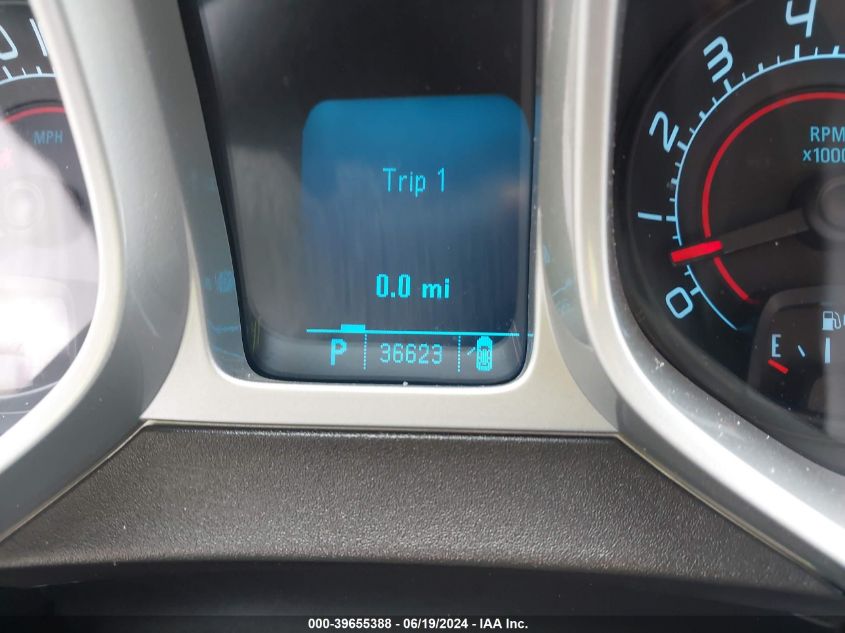 Trip 1
0.0 mi
P 36623
01
MPH
4
3
2
1
0
RPM
x1000
E
000-39655388 - 06/19/2024 - IAA Inc.